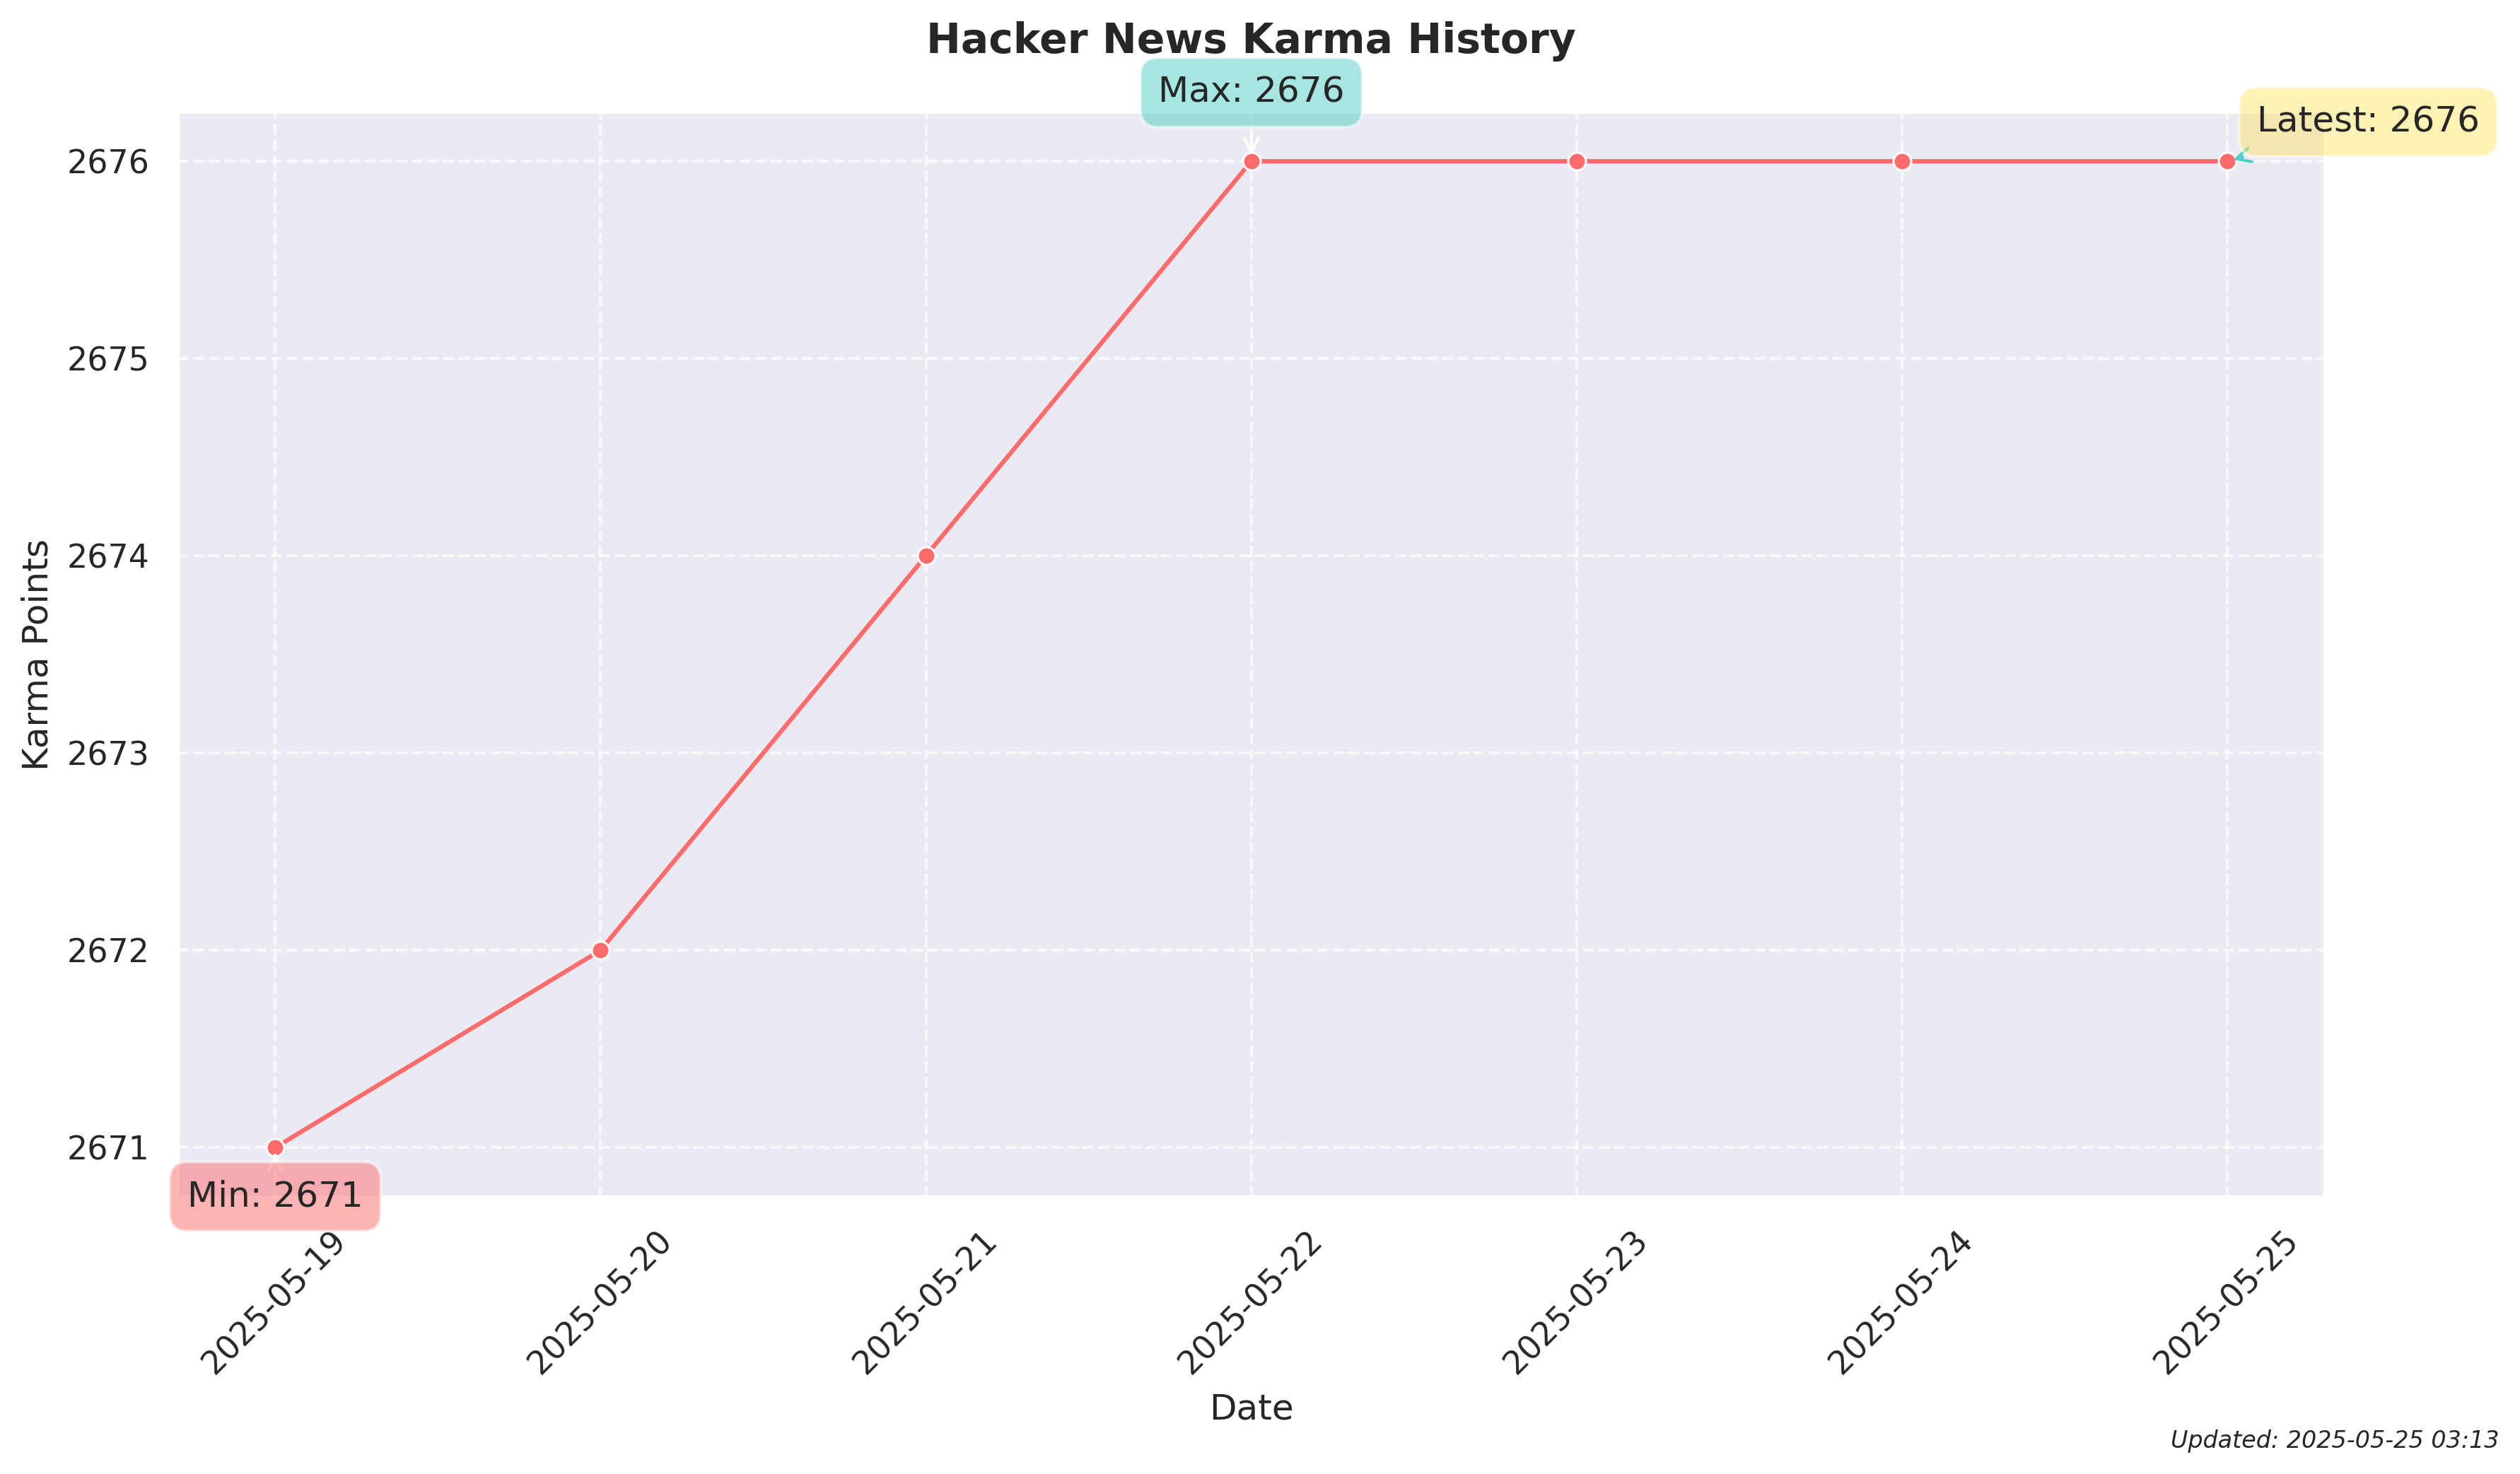 Hacker News Karma History
Max: 2676
Latest: 2676
2676
2675
2674
2673
2672
2671
Karma Points
Min: 2671
2025-05-19
2025-05-20
2025-05-21
2025-05-22
2025-05-23
2025-05-24
2025-05-25
Date
Updated: 2025-05-25 03:13